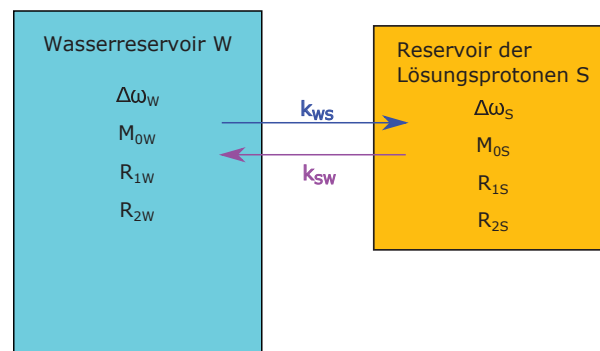 Wasserreservoir W
Δω_W
M_0W
R_1W
R_2W
k_WS
k_SW
Reservoir der
Lösungsprotonen S
Δω_S
M_0S
R_1S
R_2S